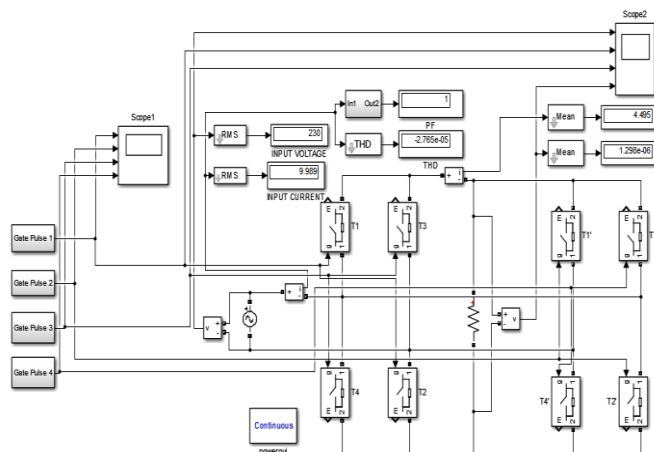 Scope2
Scope1
RMS
230
INPUT VOLTAGE
RMS
9.989
INPUT CURRENT
In1 Out2
1
PF
THD
-2.765e-05
THD
Mean
4.495
Mean
1.298e-06
Gate Pulse 1
Gate Pulse 2
Gate Pulse 3
Gate Pulse 4
T1
T3
T1'
T
T4
T2
T4'
T2'
v
i
i
v
Continuous